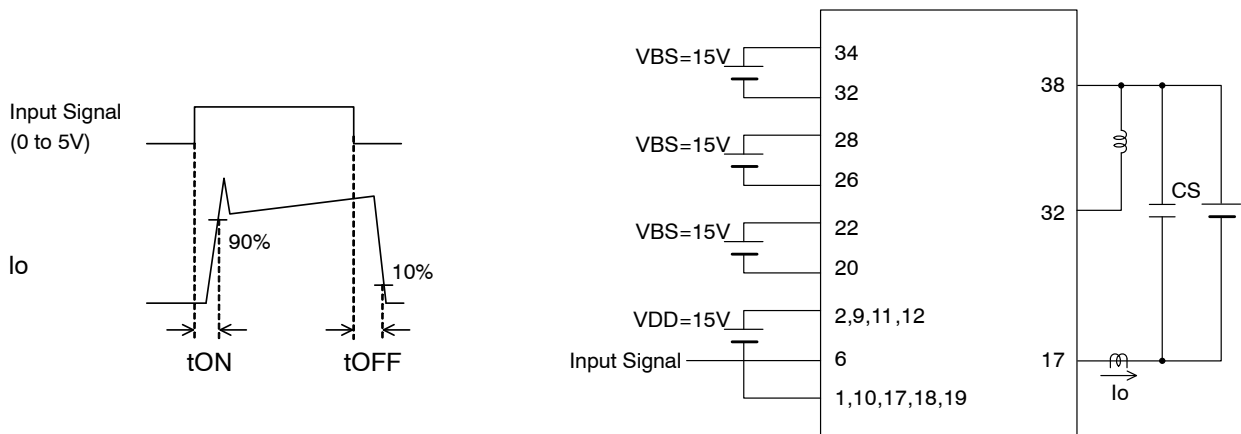 Input Signal
(0 to 5V)
Io
90%
10%
tON
tOFF
VBS=15V
34
32
VBS=15V
28
26
VBS=15V
22
20
VDD=15V
2,9,11,12
Input Signal
6
1,10,17,18,19
38
32
CS
17
Io